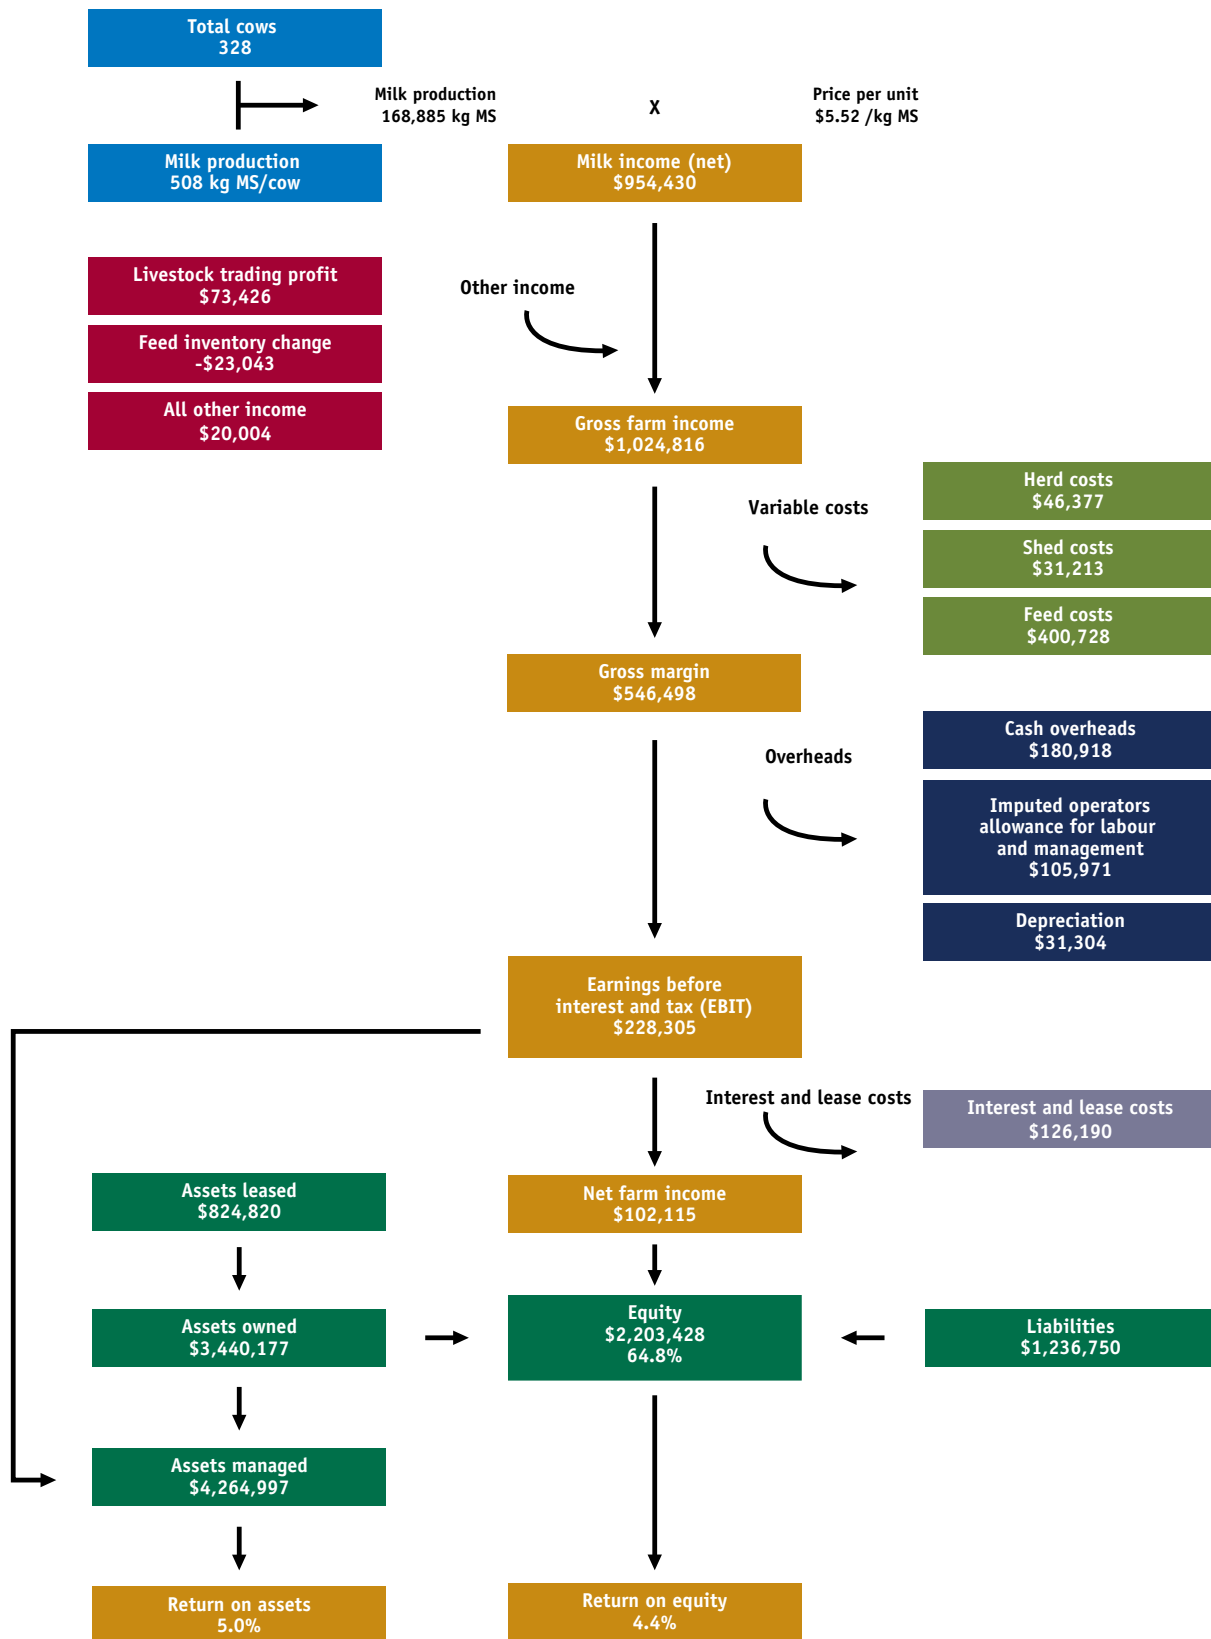 Total cows
328
Milk production
168,885 kg MS
X
Price per unit
$5.52 /kg MS
Milk production
508 kg MS/cow
Milk income (net)
$954,430
Livestock trading profit
$73,426
Other income
Feed inventory change
-$23,043
All other income
$20,004
Gross farm income
$1,024,816
Variable costs
Herd costs
$46,377
Shed costs
$31,213
Feed costs
$400,728
Gross margin
$546,498
Overheads
Cash overheads
$180,918
Imputed operators
allowance for labour
and management
$105,971
Depreciation
$31,304
Earnings before
interest and tax (EBIT)
$228,305
Interest and lease costs
Interest and lease costs
$126,190
Assets leased
$824,820
Net farm income
$102,115
Assets owned
$3,440,177
Equity
$2,203,428
64.8%
Liabilities
$1,236,750
Assets managed
$4,264,997
Return on assets
5.0%
Return on equity
4.4%